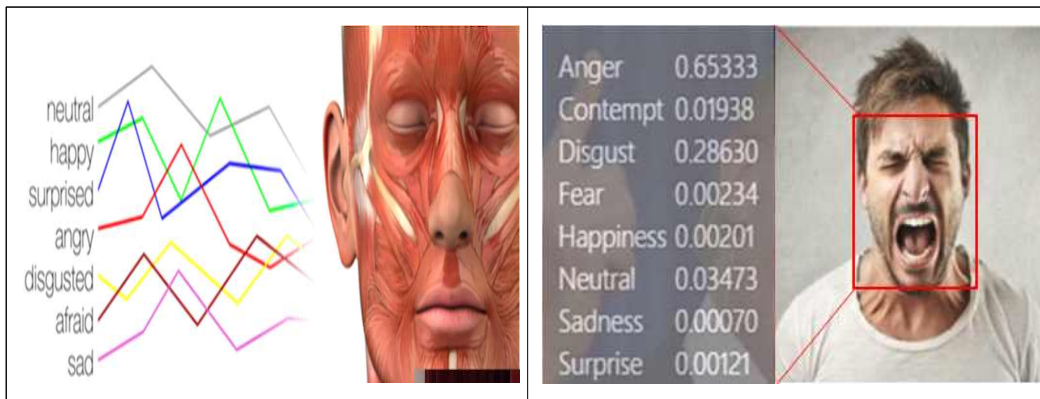 neutral
happy
surprised
angry
disgusted
afraid
sad
Anger 0.65333
Contempt 0.01938
Disgust 0.28630
Fear 0.00234
Happiness 0.00201
Neutral 0.03473
Sadness 0.00070
Surprise 0.00121